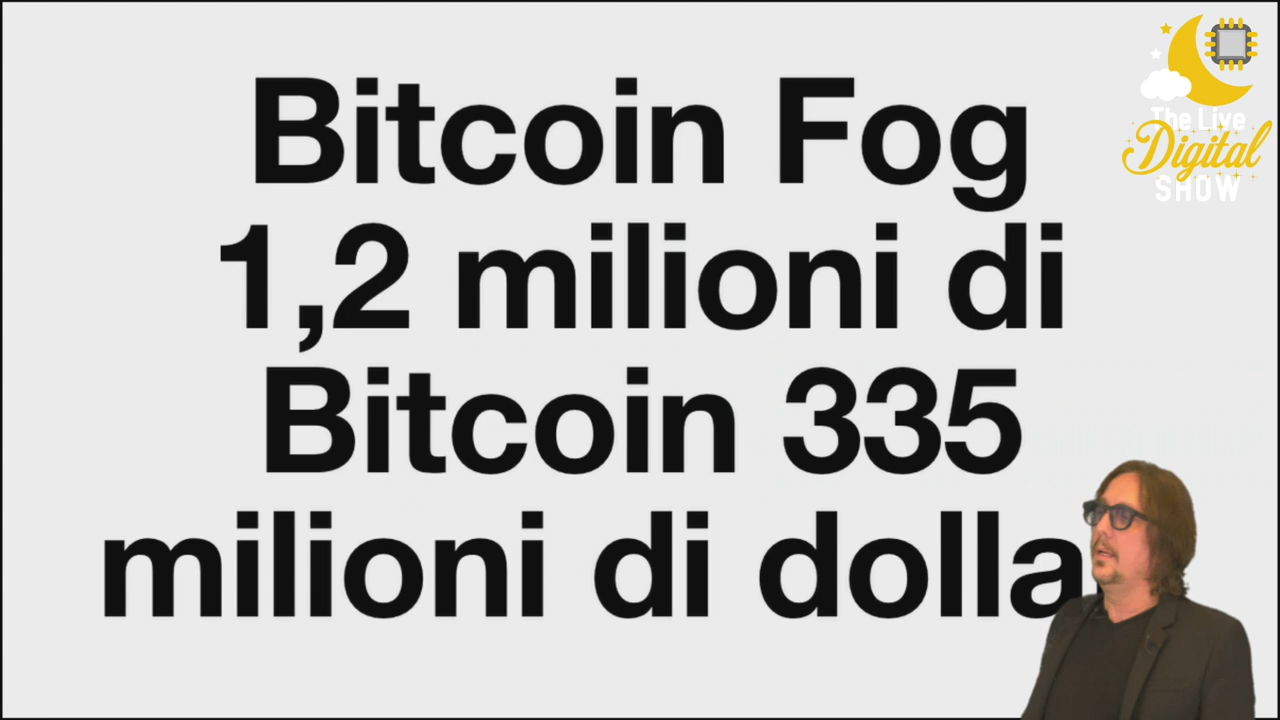 Bitcoin Fog
1,2 milioni di
Bitcoin 335
milioni di dolla
The Live
Digital
SHOW